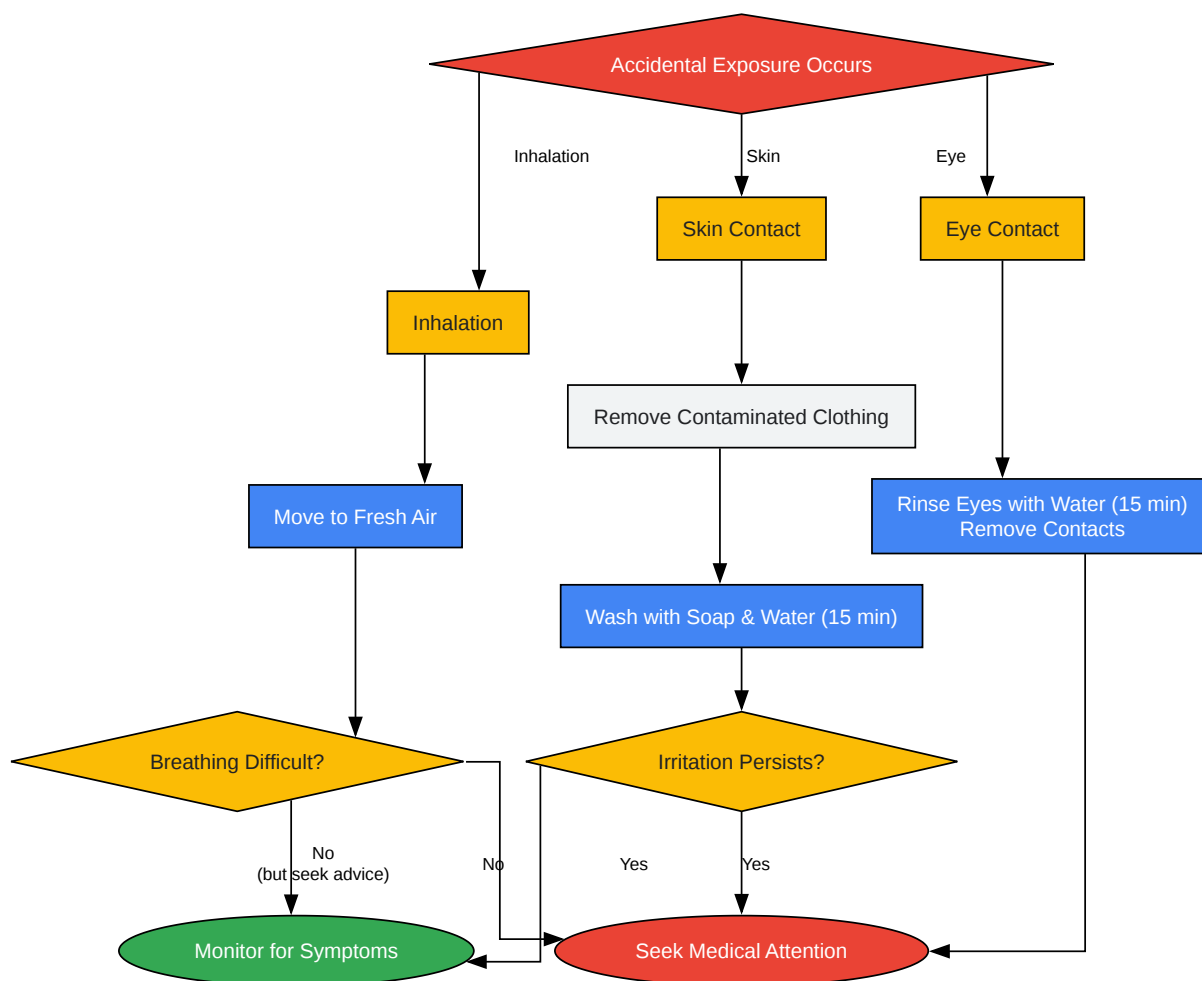 Accidental Exposure Occurs
Inhalation
Skin
Eye
Skin Contact
Eye Contact
Inhalation
Remove Contaminated Clothing
Move to Fresh Air
Rinse Eyes with Water (15 min)
Remove Contacts
Wash with Soap & Water (15 min)
Breathing Difficult?
Irritation Persists?
No
(but seek advice)
No
Yes
Yes
Monitor for Symptoms
Seek Medical Attention